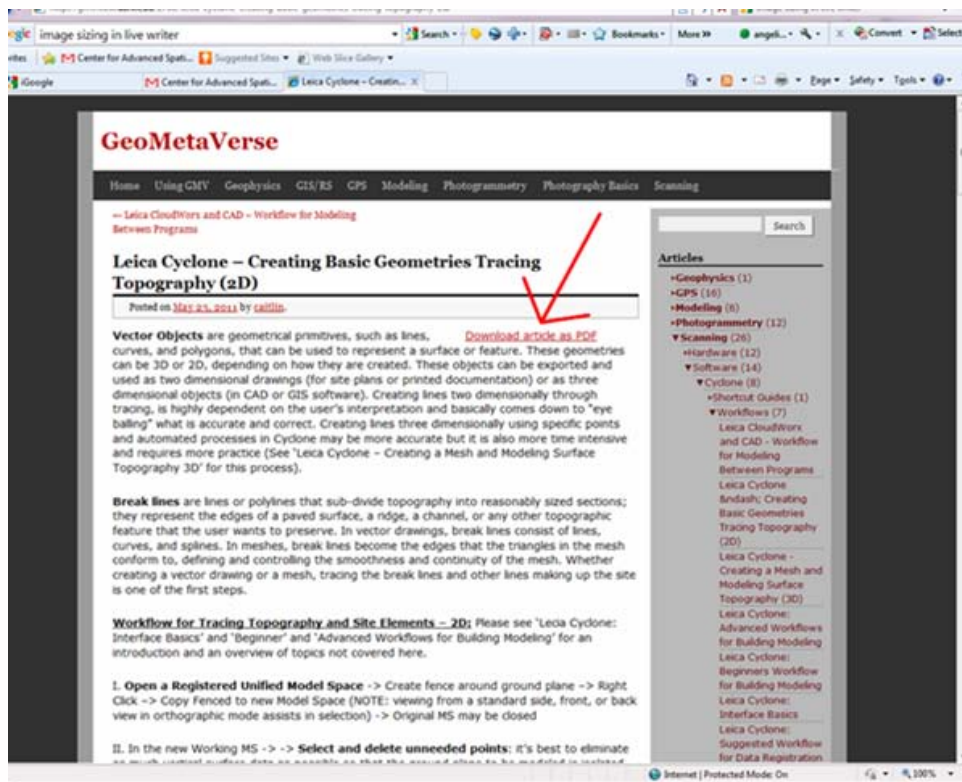 image sizing in live writer
Search
Bookmarks
More »
angeli...
Convert
Select
Center for Advanced Spati...
Suggested Sites
Web Slice Gallery
iGoogle
Center for Advanced Spati...
Leica Cyclone – Creatin...
X
Page
Safety
Tools
GeoMetaVerse
Home Using GMV Geophysics GIS/RS GPS Modeling Photogrammetry Photography Basics Scanning
← Leica CloudWorx and CAD – Workflow for Modeling
Between Programs
Leica Cyclone – Creating Basic Geometries Tracing
Topography (2D)
Posted on May 23, 2011 by caitlin.
Download article as PDF
Vector Objects are geometrical primitives, such as lines,
curves, and polygons, that can be used to represent a surface or feature. These geometries
can be 3D or 2D, depending on how they are created. These objects can be exported and
used as two dimensional drawings (for site plans or printed documentation) or as three
dimensional objects (in CAD or GIS software). Creating lines two dimensionally through
tracing, is highly dependent on the user's interpretation and basically comes down to "eye
balling" what is accurate and correct. Creating lines three dimensionally using specific points
and automated processes in Cyclone may be more accurate but it is also more time intensive
and requires more practice (See 'Leica Cyclone – Creating a Mesh and Modeling Surface
Topography 3D' for this process).
Break lines are lines or polylines that sub-divide topography into reasonably sized sections;
they represent the edges of a paved surface, a ridge, a channel, or any other topographic
feature that the user wants to preserve. In vector drawings, break lines consist of lines,
curves, and splines. In meshes, break lines become the edges that the triangles in the mesh
conform to, defining and controlling the smoothness and continuity of the mesh. Whether
creating a vector drawing or a mesh, tracing the break lines and other lines making up the site
is one of the first steps.
Workflow for Tracing Topography and Site Elements – 2D: Please see 'Lecia Cyclone:
Interface Basics' and 'Beginner' and 'Advanced Workflows for Building Modeling' for an
introduction and an overview of topics not covered here.
I. Open a Registered Unified Model Space -> Create fence around ground plane –> Right
Click –> Copy Fenced to new Model Space (NOTE: viewing from a standard side, front, or back
view in orthographic mode assists in selection) -> Original MS may be closed
II. In the new Working MS -> -> Select and delete unneeded points: it's best to eliminate
Search
Articles
Geophysics (1)
GPS (16)
Modeling (6)
Photogrammetry (12)
Scanning (26)
Hardware (12)
Software (14)
Cyclone (8)
Shortcut Guides (1)
Workflows (7)
Leica CloudWorx
and CAD - Workflow
for Modeling
Between Programs
Leica Cyclone
&ndash; Creating
Basic Geometries
Tracing Topography
(2D)
Leica Cyclone -
Creating a Mesh and
Modeling Surface
Topography (3D)
Leica Cyclone:
Advanced Workflows
for Building Modeling
Leica Cyclone:
Beginners Workflow
for Building Modeling
Leica Cyclone:
Interface Basics
Leica Cyclone:
Suggested Workflow
for Data Registration
Internet | Protected Mode: On
100%